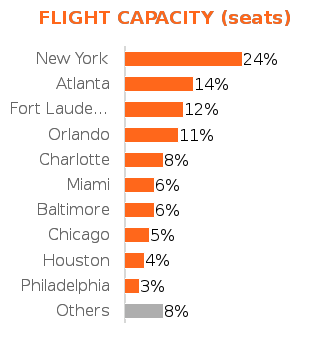 FLIGHT CAPACITY (seats)
New York 24%
Atlanta 14%
Fort Laude... 12%
Orlando 11%
Charlotte 8%
Miami 6%
Baltimore 6%
Chicago 5%
Houston 4%
Philadelphia 3%
Others 8%